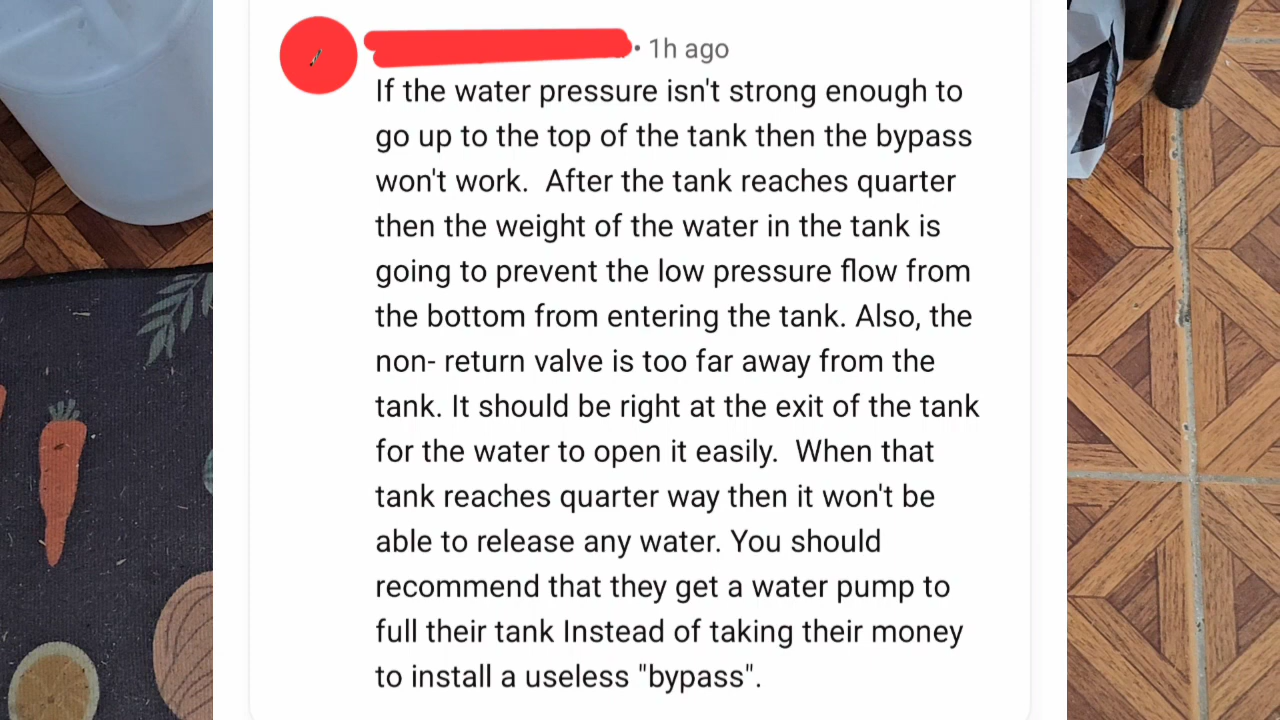 • 1h ago
If the water pressure isn't strong enough to
go up to the top of the tank then the bypass
won't work.  After the tank reaches quarter
then the weight of the water in the tank is
going to prevent the low pressure flow from
the bottom from entering the tank. Also, the
non- return valve is too far away from the
tank. It should be right at the exit of the tank
for the water to open it easily.  When that
tank reaches quarter way then it won't be
able to release any water. You should
recommend that they get a water pump to
full their tank Instead of taking their money
to install a useless "bypass".